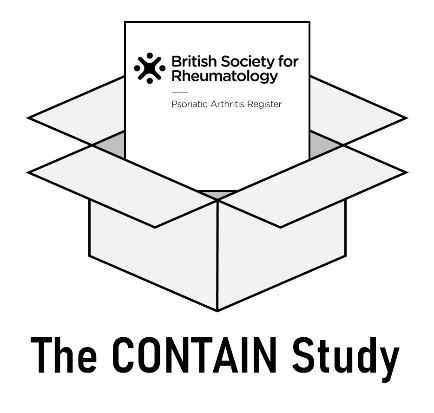 British Society for
Rheumatology
Psoriatic Arthritis Register
The CONTAIN Study